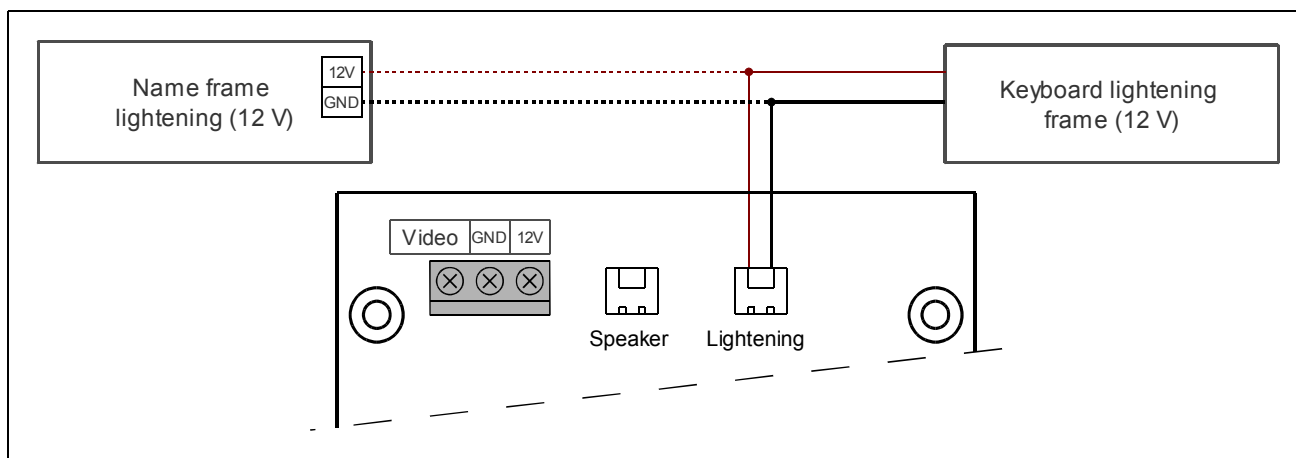 Name frame
lightening (12 V)
12V
GND
Keyboard lightening
frame (12 V)
Video GND 12V
Speaker
Lightening